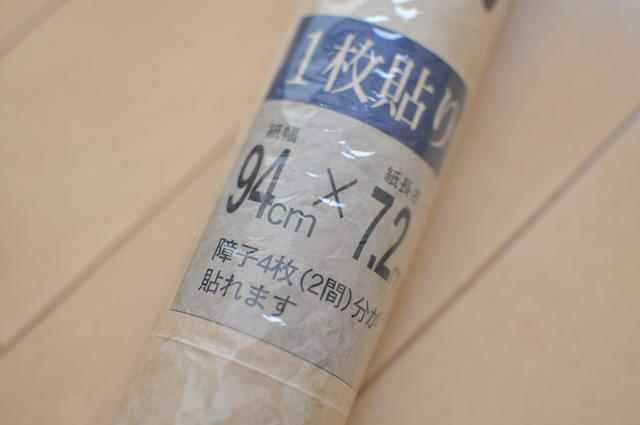 1枚貼り
紙幅 紙長さ
94cm×7.2m
障子4枚(2間)分が
貼れます